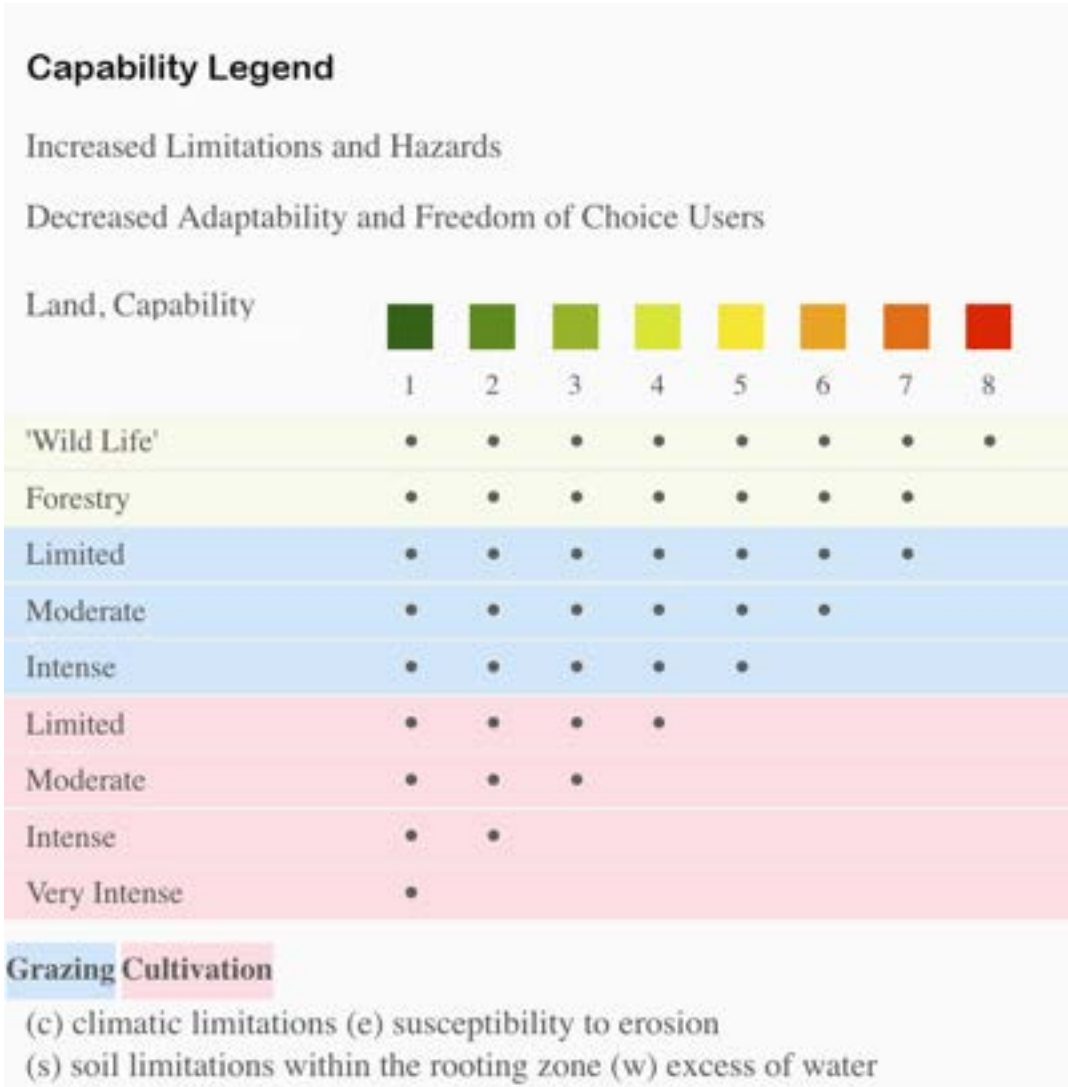 Capability Legend
Increased Limitations and Hazards
Decreased Adaptability and Freedom of Choice Users
Land, Capability
1 2 3 4 5 6 7 8
'Wild Life' • • • • • • • •
Forestry • • • • • • •
Limited • • • • • • •
Moderate • • • • • •
Intense • • • • •
Limited • • • •
Moderate • • •
Intense • •
Very Intense •
Grazing Cultivation
(c) climatic limitations (e) susceptibility to erosion
(s) soil limitations within the rooting zone (w) excess of water